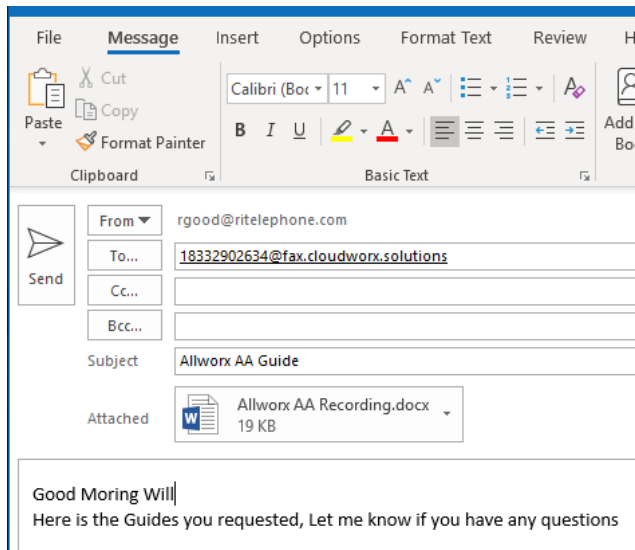 File Message Insert Options Format Text Review H
Cut
Copy
Paste
Format Painter
Calibri (Boc 11 A^ A˅ A
B I U A
Add
Bo
Clipboard Basic Text
From rgood@ritelephone.com
To... 18332902634@fax.cloudworx.solutions
Send
Cc...
Bcc...
Subject Allworx AA Guide
Attached Allworx AA Recording.docx
19 KB
Good Moring Will
Here is the Guides you requested, Let me know if you have any questions